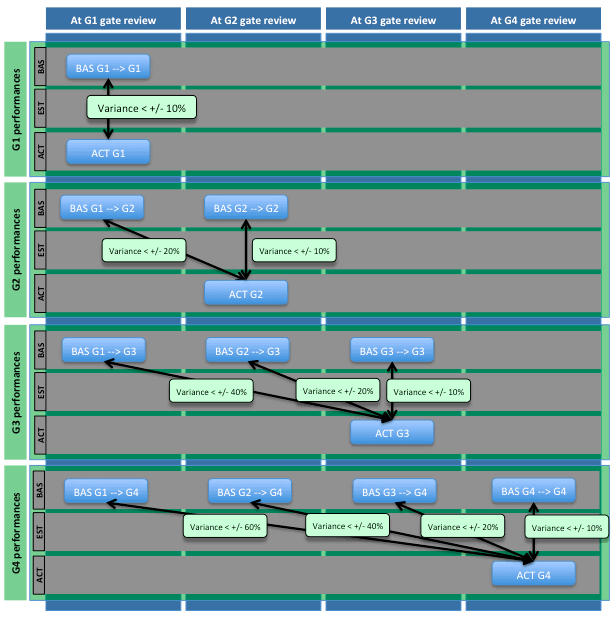 At G1 gate review
At G2 gate review
At G3 gate review
At G4 gate review
G1 performances
BAS
BAS G1 --> G1
EST
Variance < +/- 10%
ACT
ACT G1
G2 performances
BAS
BAS G1 --> G2
BAS G2 --> G2
EST
Variance < +/- 20%
Variance < +/- 10%
ACT
ACT G2
G3 performances
BAS
BAS G1 --> G3
BAS G2 --> G3
BAS G3 --> G3
EST
Variance < +/- 40%
Variance < +/- 20%
Variance < +/- 10%
ACT
ACT G3
G4 performances
BAS
BAS G1 --> G4
BAS G2 --> G4
BAS G3 --> G4
BAS G4 --> G4
EST
Variance < +/- 60%
Variance < +/- 40%
Variance < +/- 20%
Variance < +/- 10%
ACT
ACT G4